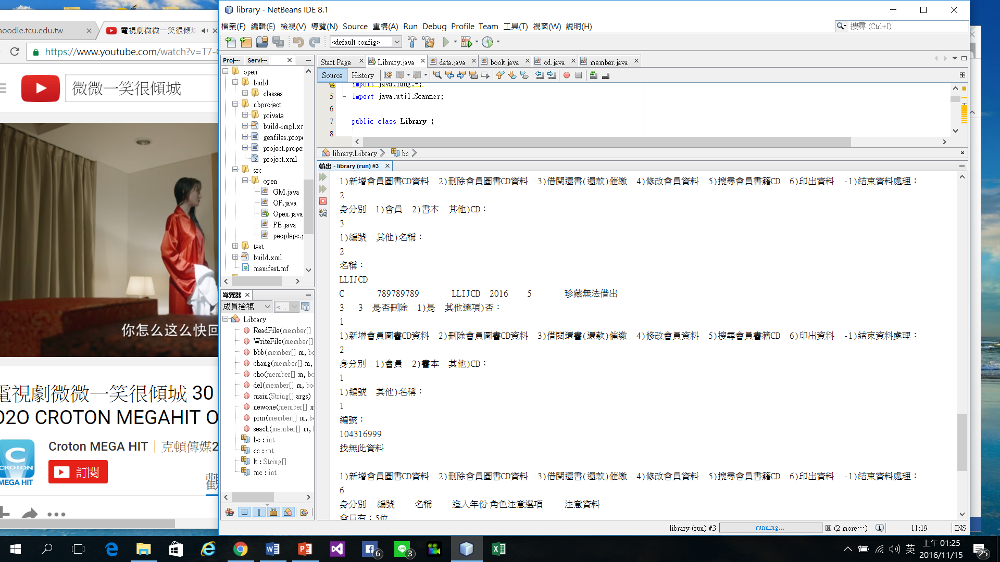 library - NetBeans IDE 8.1
檔案(F) 編輯(E) 檢視(V) 導覽(N) Source 重構(A) Run Debug Profile Team 工具(T) 視窗(W) 說明(H)
搜尋 (Ctrl+I)
<default config>
noodle.tcu.edu.tw
電視劇微微一笑很傾
https://www.youtube.com/watch?v=T7-
微微一笑很傾城
你怎么这么快回
電視劇微微一笑很傾城 30
O2O CROTON MEGAHIT O
C
CROTON
MEGA HIT
Croton MEGA HIT｜克頓傳媒2
訂閱
觀
Proj... Servi...
open
build
classes
nbproject
private
build-impl.xm
genfiles.prope
project.proper
project.xml
src
open
GM.java
OP.java
Open.java
PE.java
peoplepc.j
test
build.xml
manifest.mf
導覽器
成員檢視 <...
Library
ReadFile(member[]
WriteFile(member[]
bbb(member[] m, bo
chang(member[] m,
cho(member[] m, bo
del(member[] m, boo
main(String[] args)
newone(member[] m
prin(member[] m, bo
seach(member[] m, b
bc : int
cc : int
k : String[]
mc : int
Start Page Library.java data.java book.java cd.java member.java
Source History
import java.lang.*;
5 import java.util.Scanner;
6
7 public class Library {
8
library.Library bc
輸出 - library (run) #3
1)新增會員圖書CD資料 2)刪除會員圖書CD資料 3)借閱還書(還款)催繳 4)修改會員資料 5)搜尋會員書籍CD 6)印出資料 -1)結束資料處理：
2
身分別 1)會員 2)書本 其他)CD：
3
1)編號 其他)名稱：
2
名稱：
LLIJCD
C 789789789 LLIJCD 2016 5 珍藏無法借出
3 3 是否刪除 1)是 其他選項)否：
1
1)新增會員圖書CD資料 2)刪除會員圖書CD資料 3)借閱還書(還款)催繳 4)修改會員資料 5)搜尋會員書籍CD 6)印出資料 -1)結束資料處理：
2
身分別 1)會員 2)書本 其他)CD：
1
1)編號 其他)名稱：
1
編號：
104316999
找無此資料
1)新增會員圖書CD資料 2)刪除會員圖書CD資料 3)借閱還書(還款)催繳 4)修改會員資料 5)搜尋會員書籍CD 6)印出資料 -1)結束資料處理：
6
身分別 編號 名稱 進入年份 角色注意選項 注意資料
會員有：5位
library (run) #3 running... (2 more...) 1 11:19 INS
6 3 英 上午 01:25
2016/11/15 25